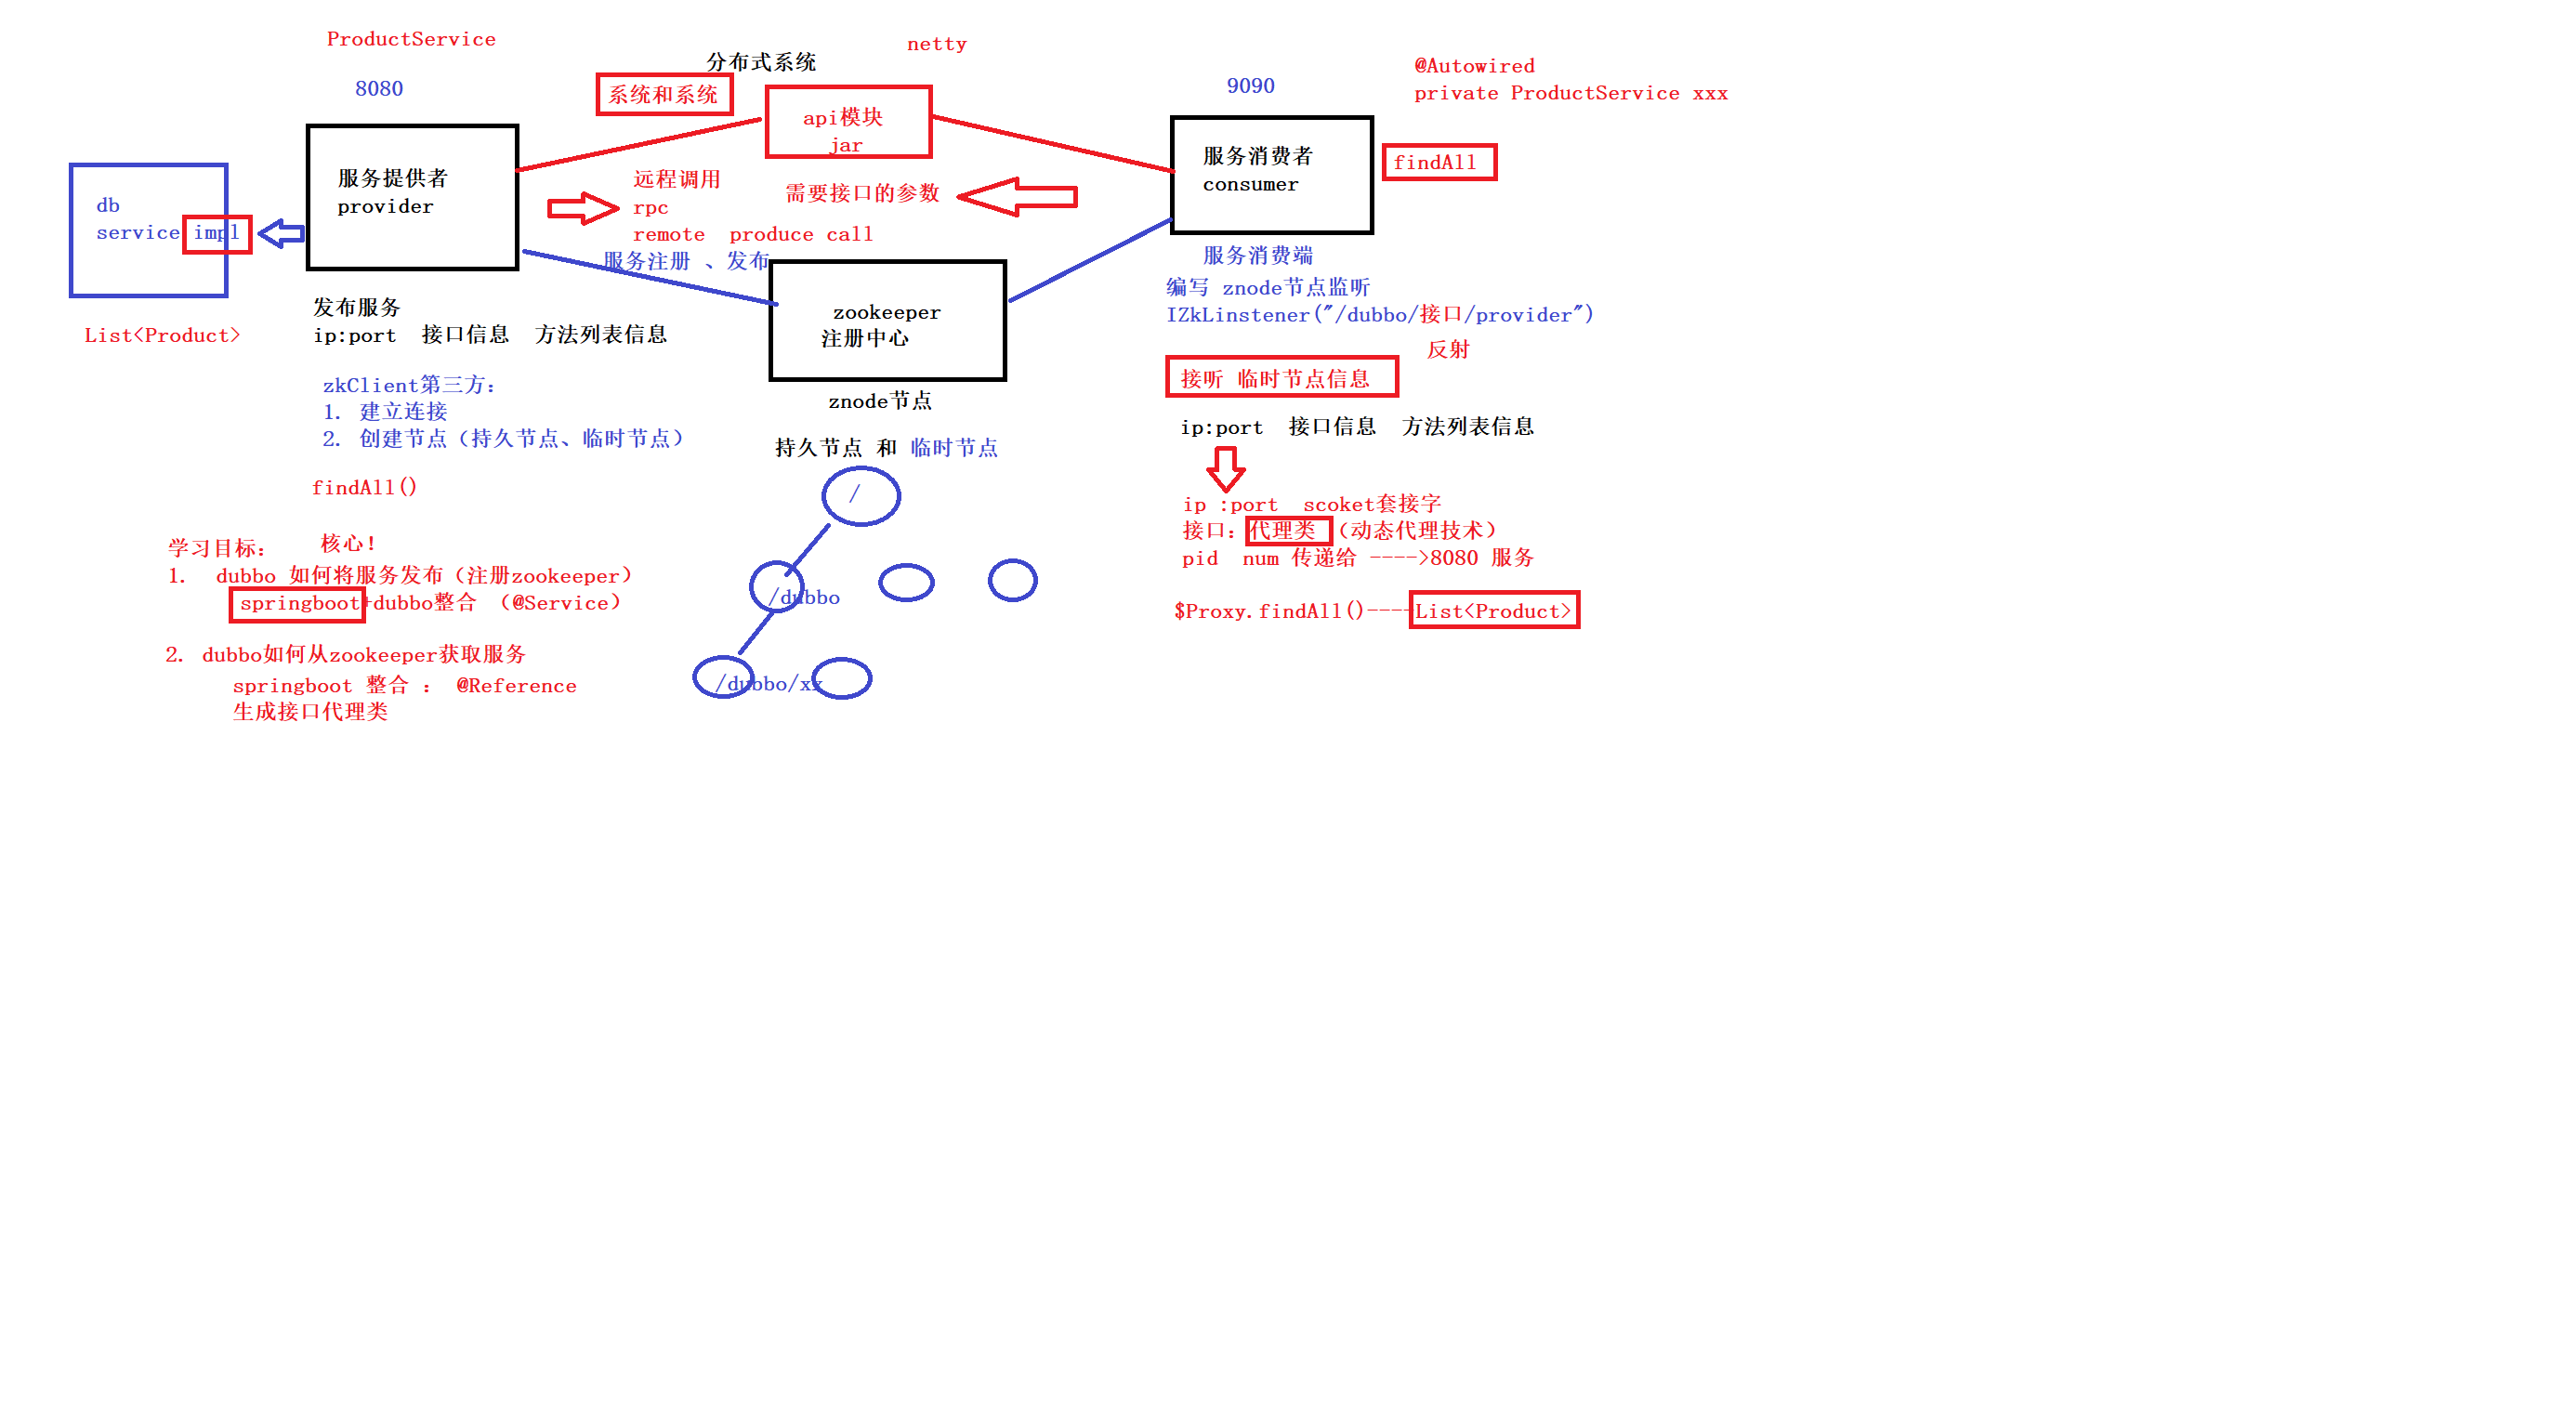 ProductService
8080
分布式系统
netty
系统和系统
api模块
jar
9090
@Autowired
private ProductService xxx
服务提供者
provider
服务消费者
consumer
findAll
db
service impl
远程调用
rpc
remote  produce call
需要接口的参数
服务注册 、发布
服务消费端
编写 znode节点监听
IZkLinstener("/dubbo/接口/provider")
反射
List<Product>
发布服务
ip:port  接口信息  方法列表信息
zookeeper
注册中心
znode节点
接听 临时节点信息
zkClient第三方：
1. 建立连接
2. 创建节点（持久节点、临时节点）
持久节点 和 临时节点
ip:port  接口信息  方法列表信息
findAll()
/
/dubbo
/dubbo/xx
ip :port  scoket套接字
接口：代理类 （动态代理技术）
pid  num 传递给 ---->8080 服务
$Proxy.findAll()----List<Product>
学习目标：
核心！
1.  dubbo 如何将服务发布（注册zookeeper）
springboot+dubbo整合 （@Service）
2. dubbo如何从zookeeper获取服务
springboot 整合 ： @Reference
生成接口代理类